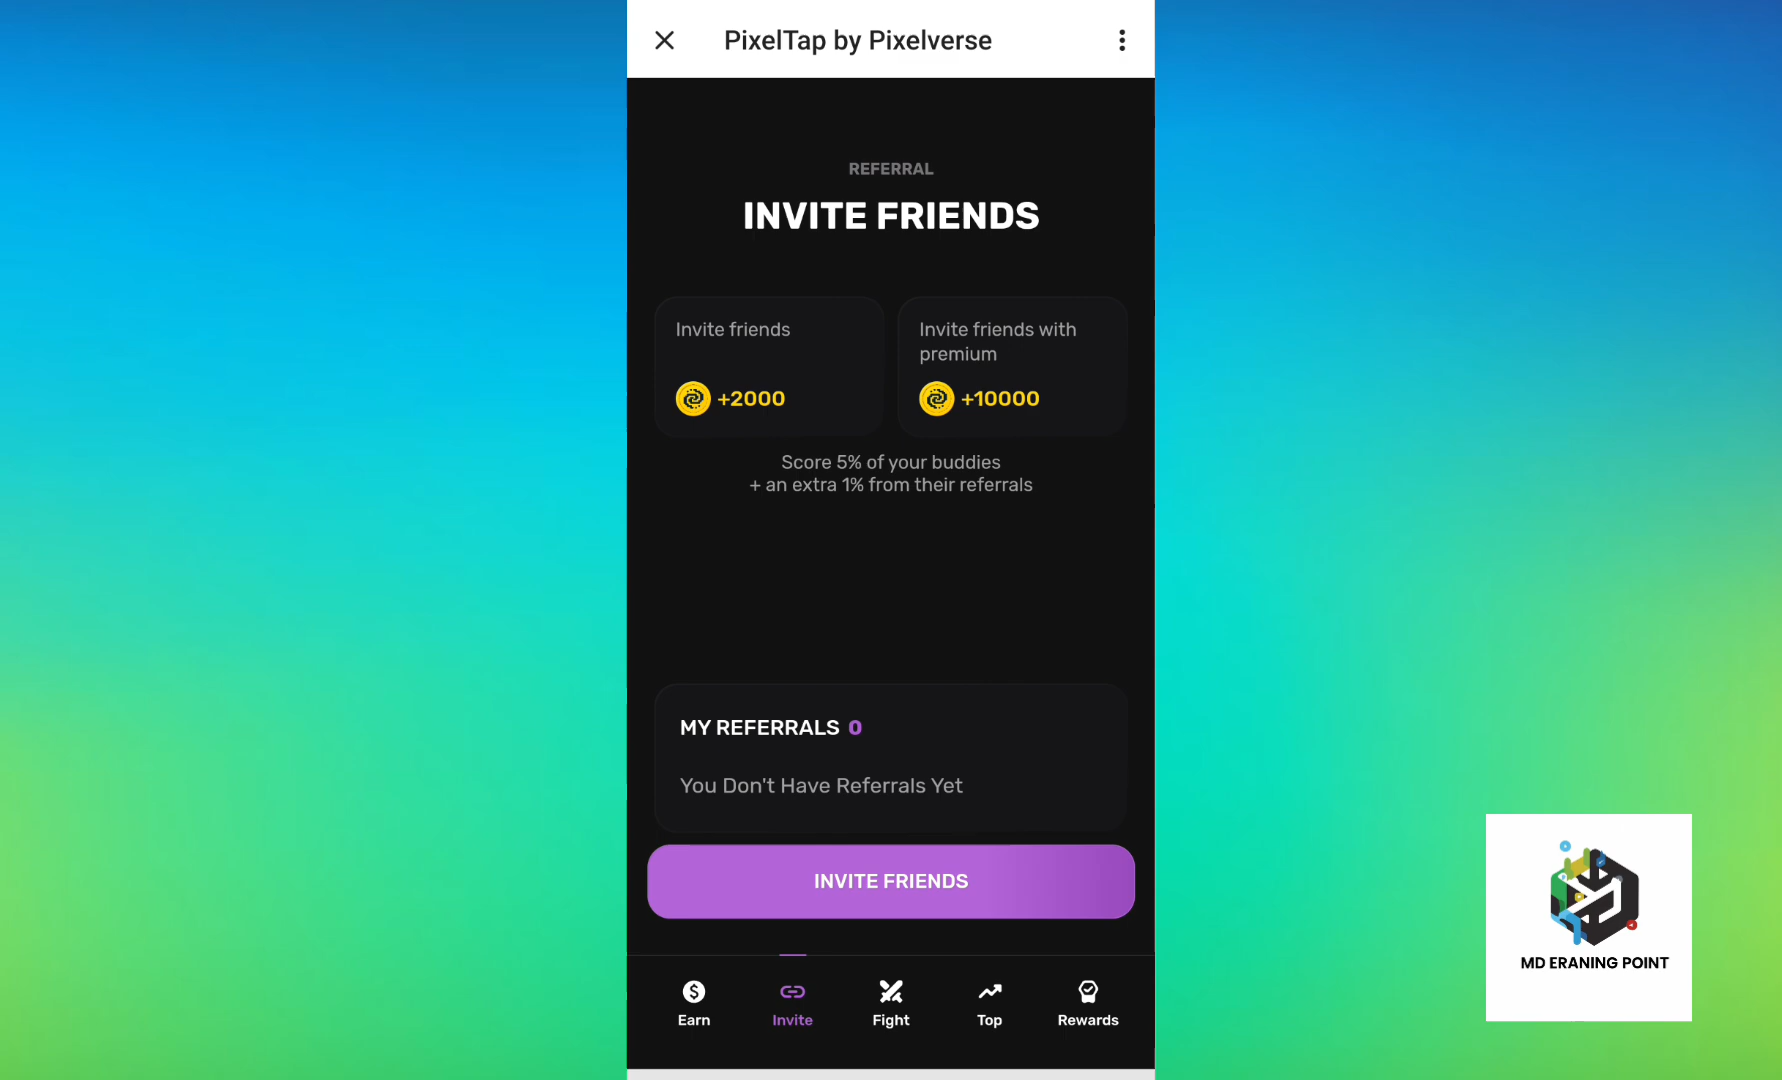 PixelTap by Pixelverse
REFERRAL
INVITE FRIENDS
Invite friends
+2000
Invite friends with
premium
+10000
Score 5% of your buddies
+ an extra 1% from their referrals
MY REFERRALS 0
You Don't Have Referrals Yet
INVITE FRIENDS
Earn
Invite
Fight
Top
Rewards
MD ERANING POINT